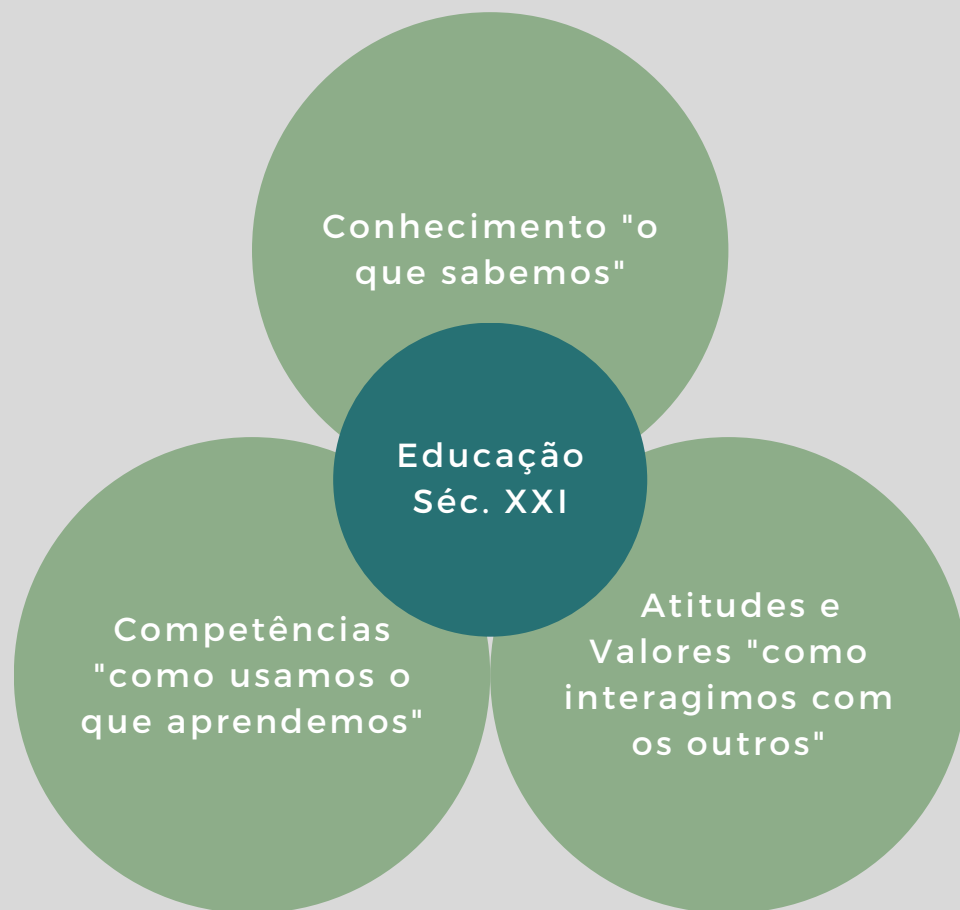 Conhecimento "o
que sabemos"
Educação
Séc. XXI
Competências
"como usamos o
que aprendemos"
Atitudes e
Valores "como
interagimos com
os outros"